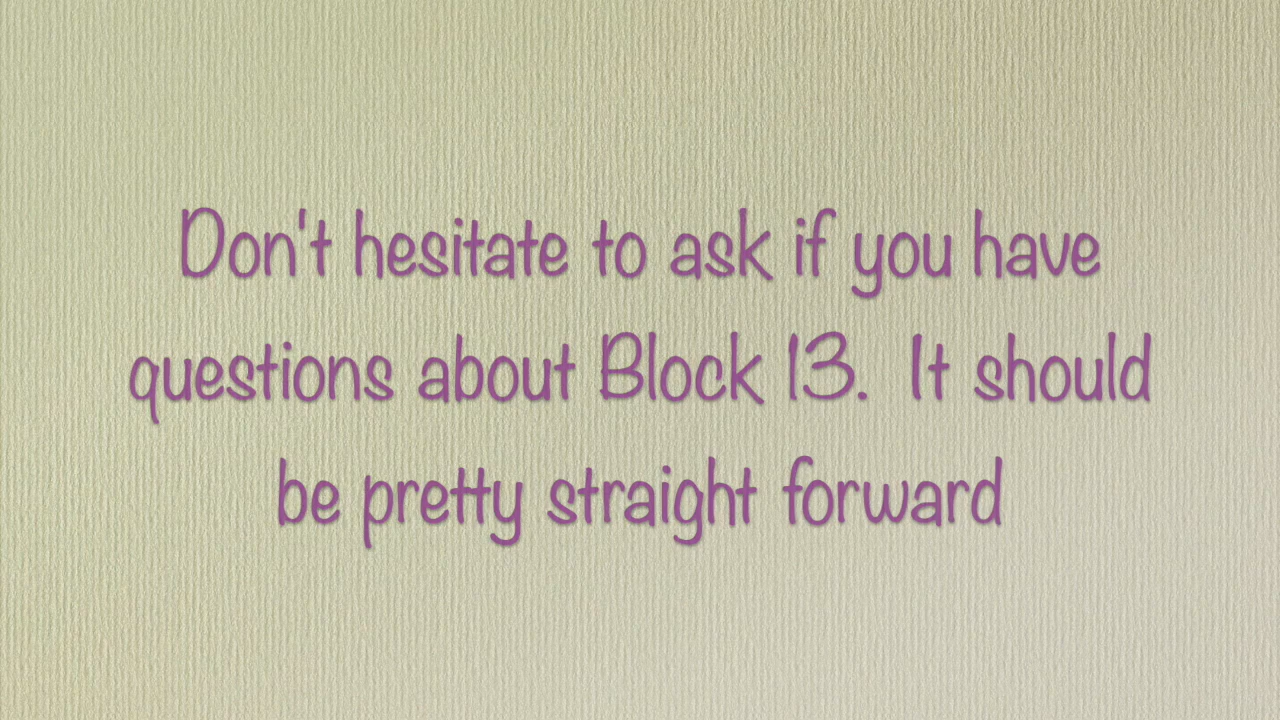 Don't hesitate to ask if you have
questions about Block 13.  It should
be pretty straight forward